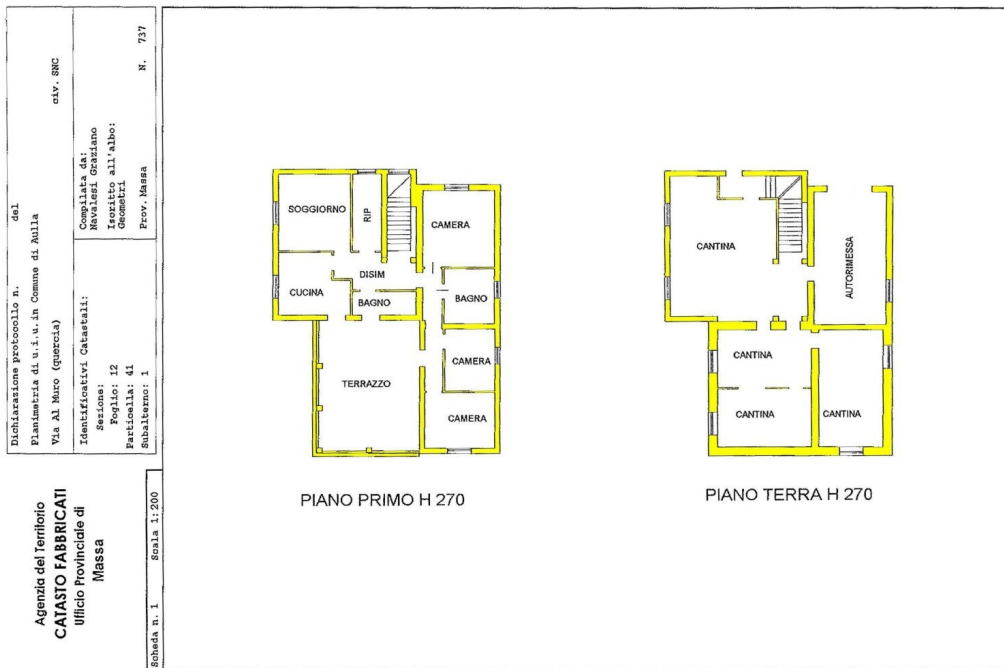 Agenzia del Territorio
CATASTO FABBRICATI
Ufficio Provinciale di
Massa
Dichiarazione protocollo n. del
Planimetria di u.i.u. in Comune di Aulla
Via Al Muro (quercia) civ. SNC
Identificativi Catastali:
Sezione:
Foglio: 12
Particella: 41
Subalterno: 1
Compilata da:
Navalesi Graziano
Iscritto all'albo:
Geometri
Prov. Massa N. 737
Scheda n. 1 Scala 1:200
SOGGIORNO
RIP
CAMERA
DISIM
CUCINA
BAGNO
BAGNO
TERRAZZO
CAMERA
CAMERA
PIANO PRIMO H 270
CANTINA
AUTORIMESSA
CANTINA
CANTINA
CANTINA
PIANO TERRA H 270